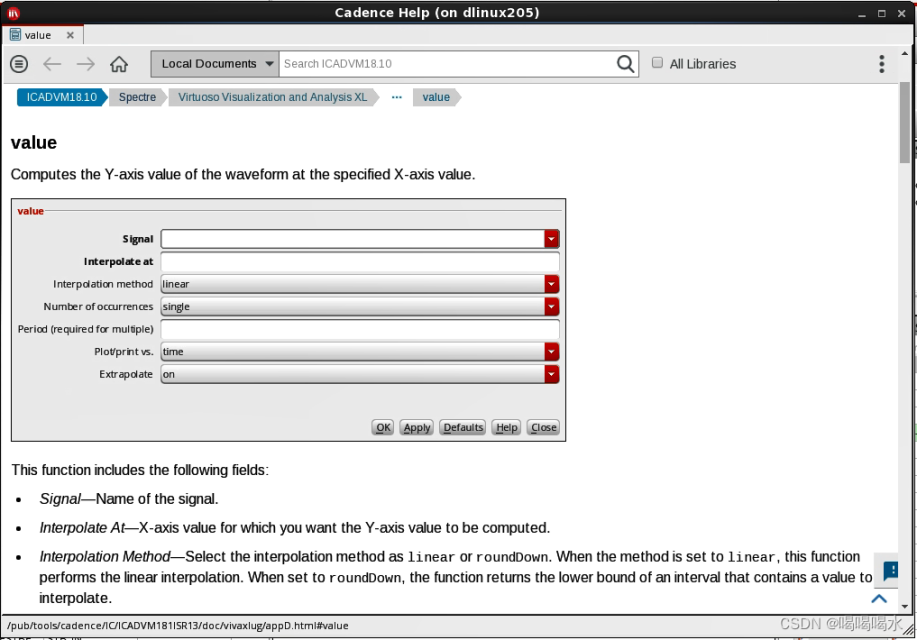 Cadence Help (on dlinux205)
value
Local Documents Search ICADVM18.10 All Libraries
ICADVM18.10 Spectre Virtuoso Visualization and Analysis XL ··· value
value
Computes the Y-axis value of the waveform at the specified X-axis value.
value
Signal
Interpolate at
Interpolation method linear
Number of occurrences single
Period (required for multiple)
Plot/print vs. time
Extrapolate on
OK Apply Defaults Help Close
This function includes the following fields:
• Signal—Name of the signal.
• Interpolate At—X-axis value for which you want the Y-axis value to be computed.
• Interpolation Method—Select the interpolation method as linear or roundDown. When the method is set to linear, this function
performs the linear interpolation. When set to roundDown, the function returns the lower bound of an interval that contains a value to
interpolate.
/pub/tools/cadence/IC/ICADVM181ISR13/doc/vivaxlug/appD.html#value
CSDN @喝喝喝水